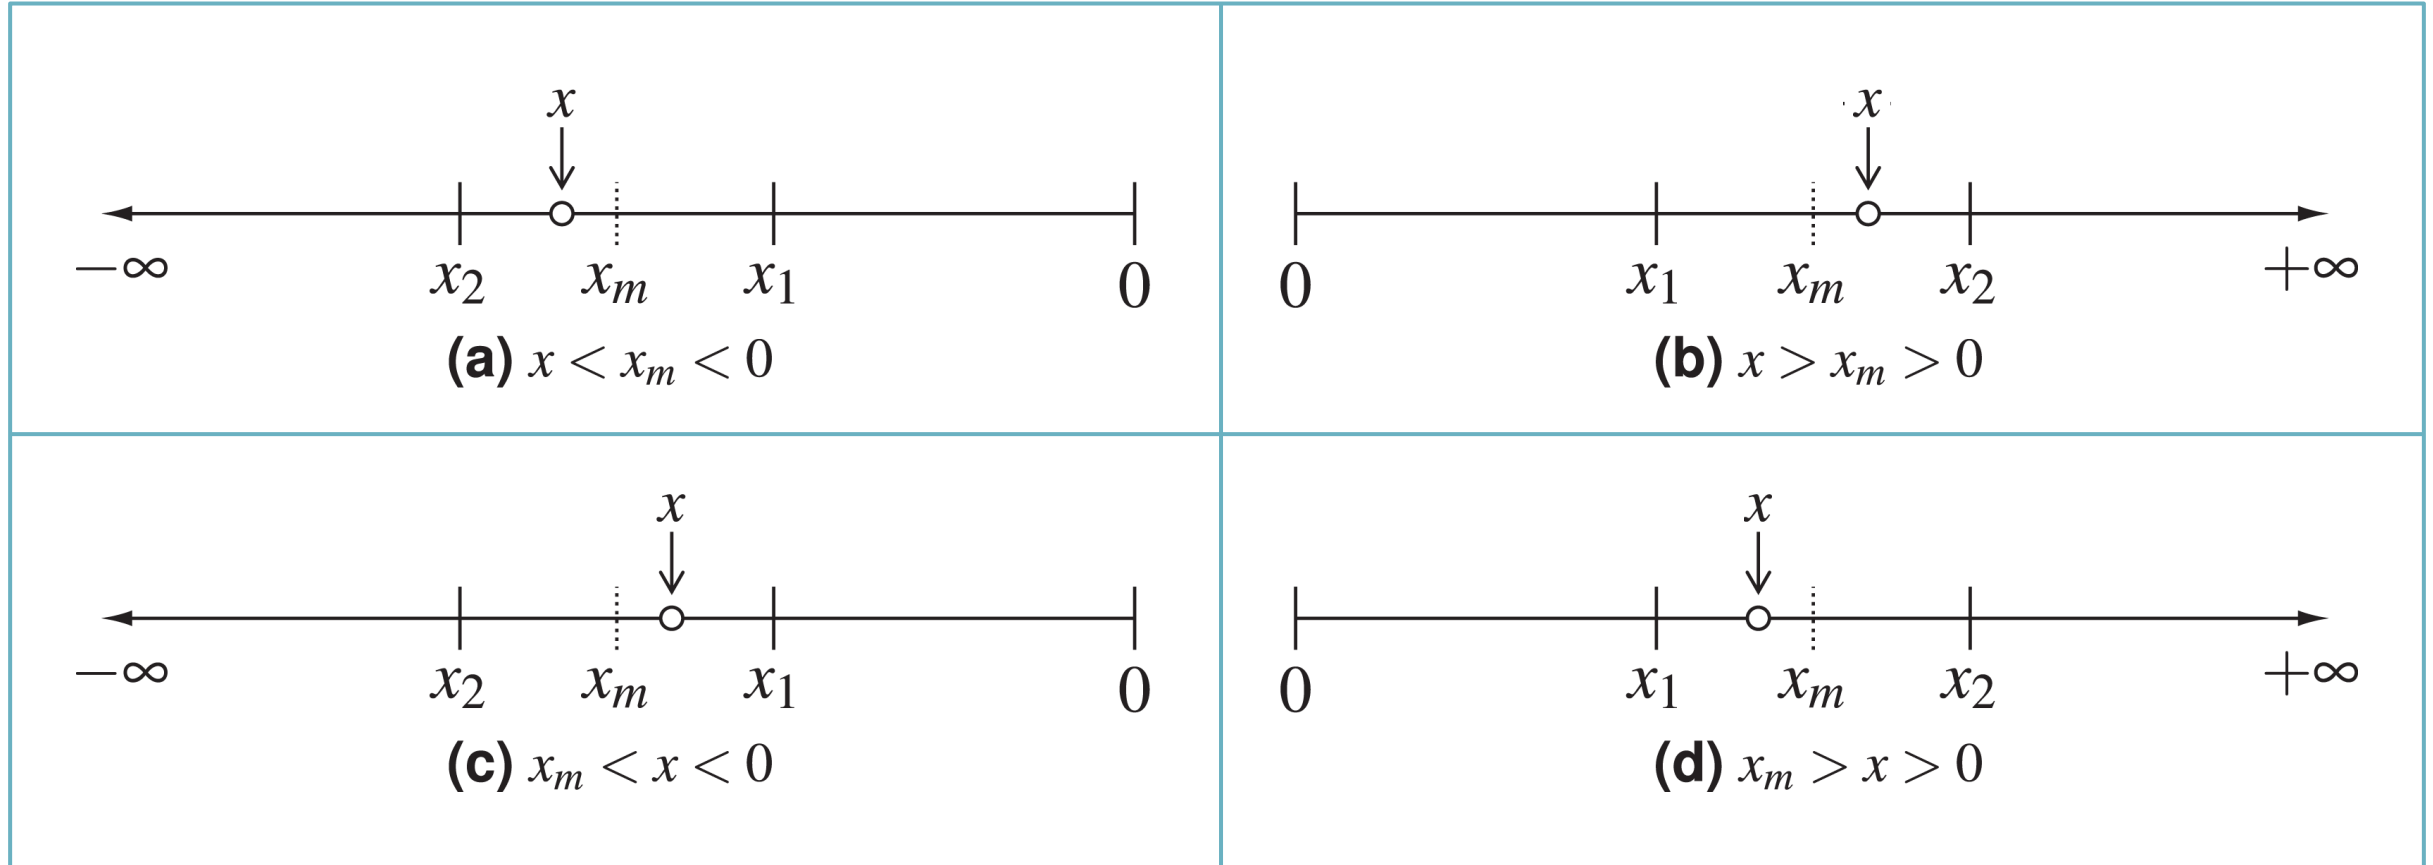 x
−∞ x₂ xₘ x₁ 0
(a) x < xₘ < 0
x
0 x₁ xₘ x₂ +∞
(b) x > xₘ > 0
x
−∞ x₂ xₘ x₁ 0
(c) xₘ < x < 0
x
0 x₁ xₘ x₂ +∞
(d) xₘ > x > 0